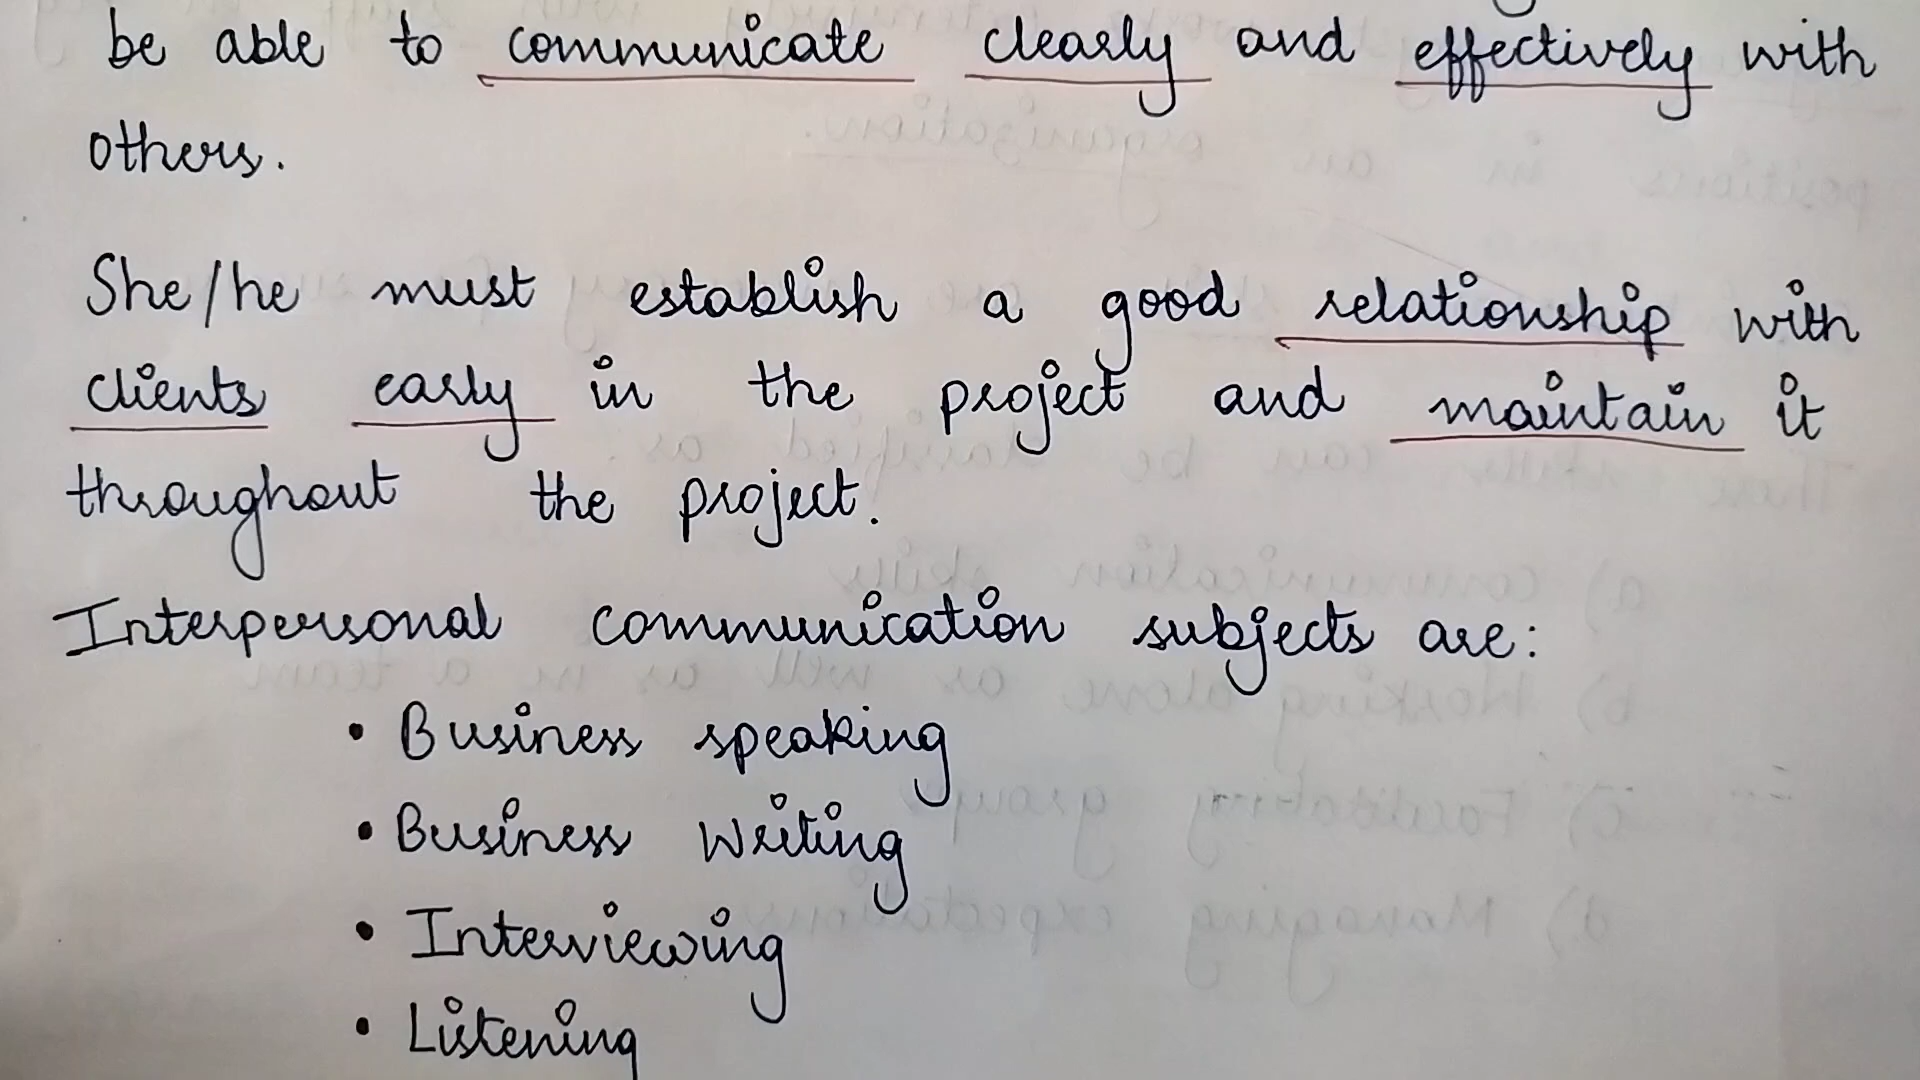 be able to communicate clearly and effectively with
others.
She/he must establish a good relationship with
clients early in the project and maintain it
throughout the project.
Interpersonal communication subjects are:
• Business speaking
• Business Writing
• Interviewing
• Listening